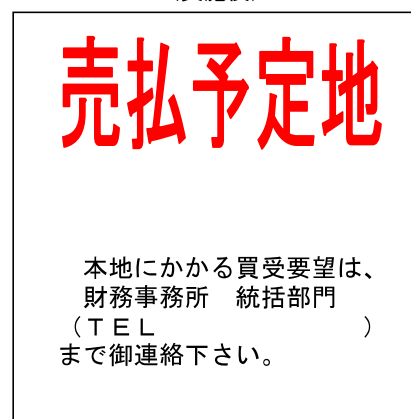 売払予定地
本地にかかる買受要望は、
財務事務所　統括部門
（ＴＥＬ　　　　　　　　　）
まで御連絡下さい。